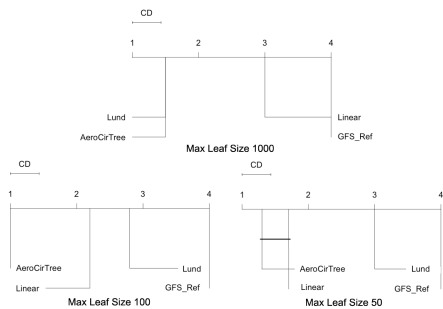 CD
1 2 3 4
Lund Linear
AeroCirTree GFS_Ref
Max Leaf Size 1000
CD CD
1 2 3 4 1 2 3 4
AeroCirTree Lund AeroCirTree Lund
Linear GFS_Ref Linear GFS_Ref
Max Leaf Size 100 Max Leaf Size 50